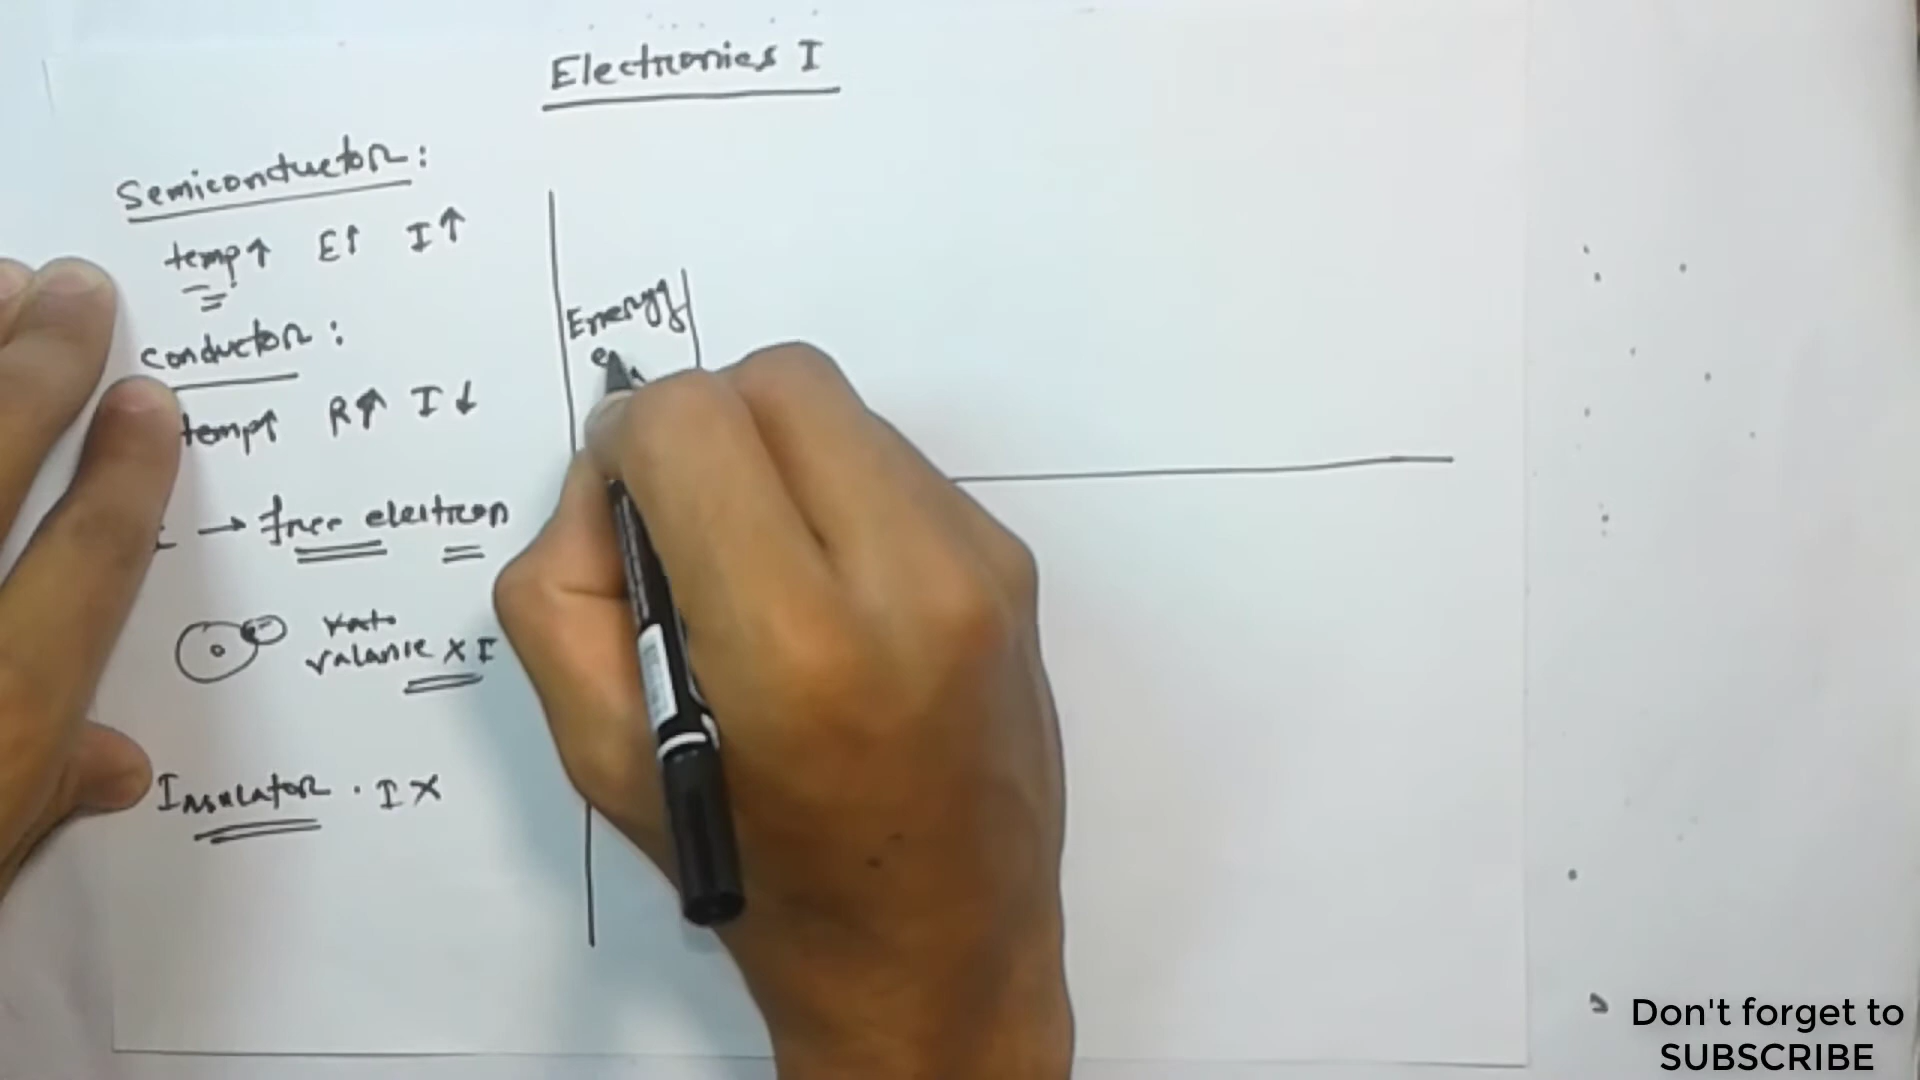 Electronics I
Semiconductor:
temp↑ E↑ I↑
Conductor:
temp↑ R↑ I↓
I → free electron
valance X I
Insulator . I X
Energy
Don't forget to
SUBSCRIBE